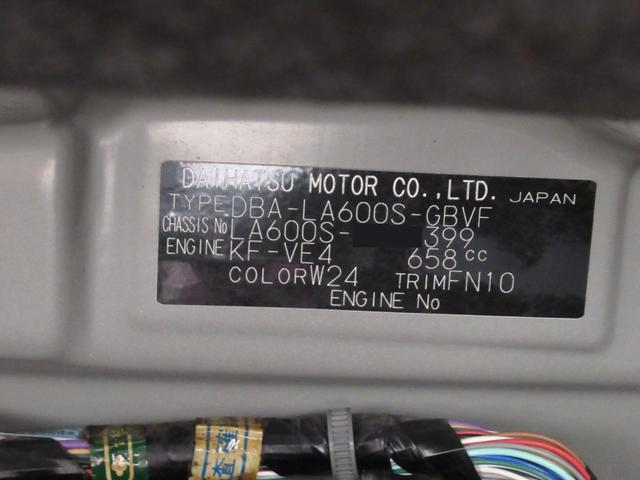 DAIHATSU MOTOR CO.,LTD. JAPAN
TYPE DBA-LA600S-GBVF
CHASSIS No LA600S- 399
ENGINE KF-VE4 658 cc
COLOR W24 TRIM FN10
ENGINE No